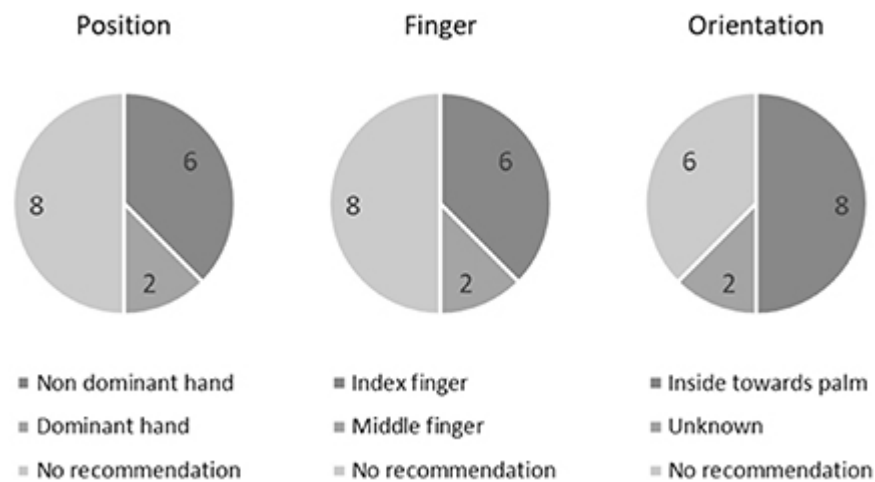 Position
Finger
Orientation
6
8
2
6
8
2
6
8
2
Non dominant hand
Dominant hand
No recommendation
Index finger
Middle finger
No recommendation
Inside towards palm
Unknown
No recommendation